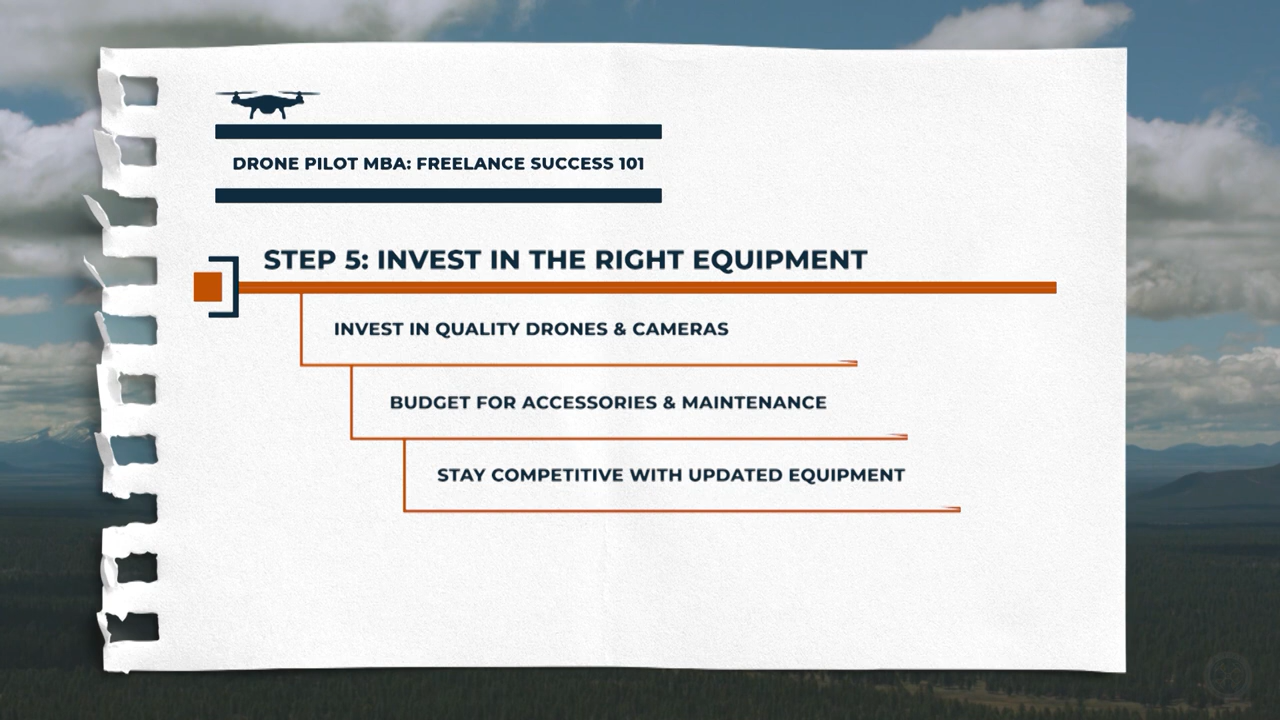 DRONE PILOT MBA: FREELANCE SUCCESS 101
STEP 5: INVEST IN THE RIGHT EQUIPMENT
INVEST IN QUALITY DRONES & CAMERAS
BUDGET FOR ACCESSORIES & MAINTENANCE
STAY COMPETITIVE WITH UPDATED EQUIPMENT